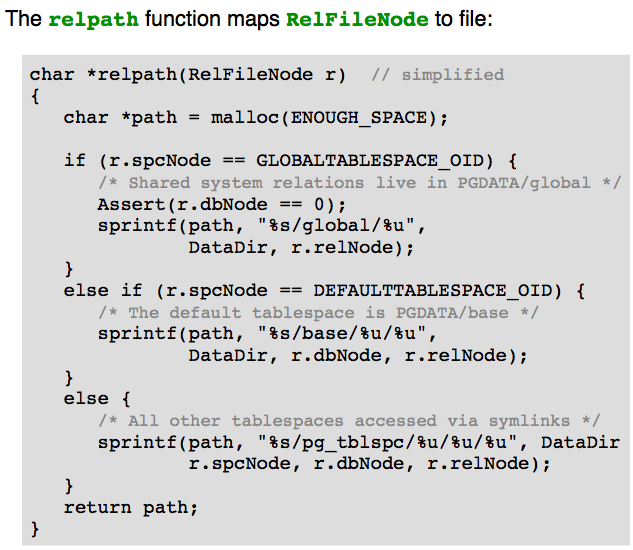 The relpath function maps RelFileNode to file:
char *relpath(RelFileNode r)  // simplified
{
   char *path = malloc(ENOUGH_SPACE);
   if (r.spcNode == GLOBALTABLESPACE_OID) {
      /* Shared system relations live in PGDATA/global */
      Assert(r.dbNode == 0);
      sprintf(path, "%s/global/%u",
              DataDir, r.relNode);
   }
   else if (r.spcNode == DEFAULTTABLESPACE_OID) {
      /* The default tablespace is PGDATA/base */
      sprintf(path, "%s/base/%u/%u",
              DataDir, r.dbNode, r.relNode);
   }
   else {
      /* All other tablespaces accessed via symlinks */
      sprintf(path, "%s/pg_tblspc/%u/%u/%u", DataDir
              r.spcNode, r.dbNode, r.relNode);
   }
   return path;
}